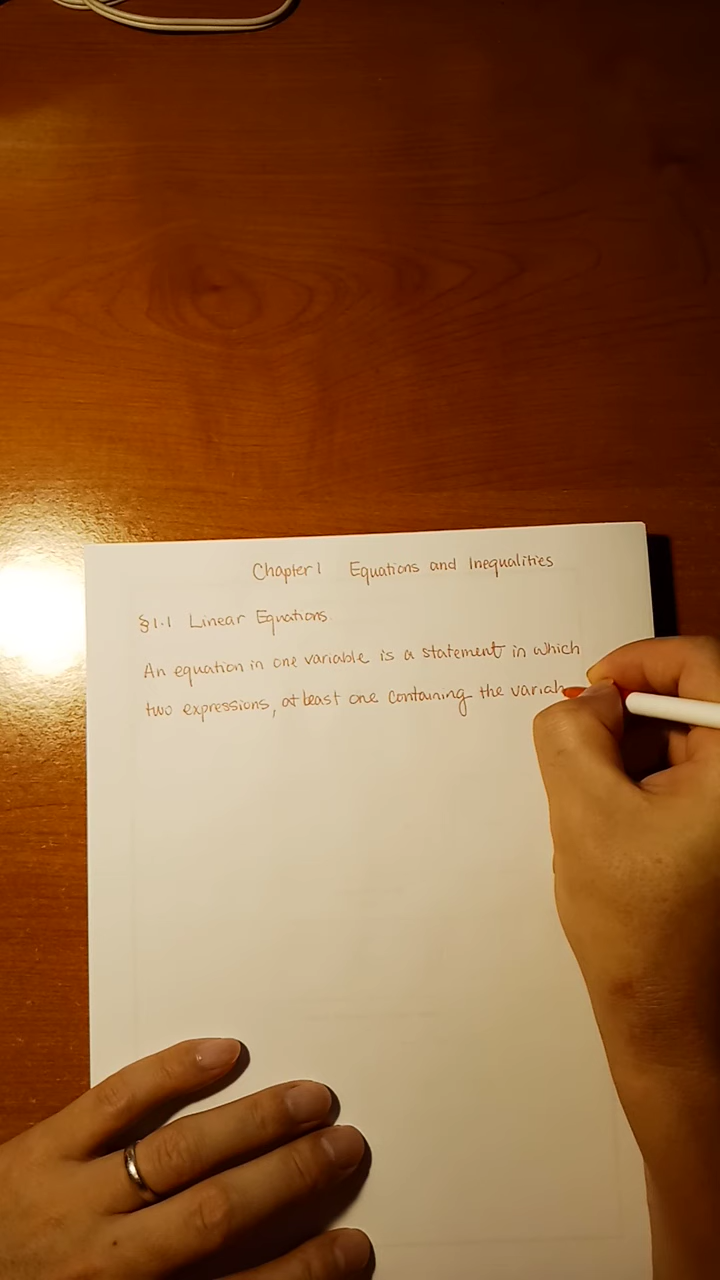 Chapter 1 Equations and Inequalities
§1.1 Linear Equations.
An equation in one variable is a statement in which
two expressions, at least one containing the variab